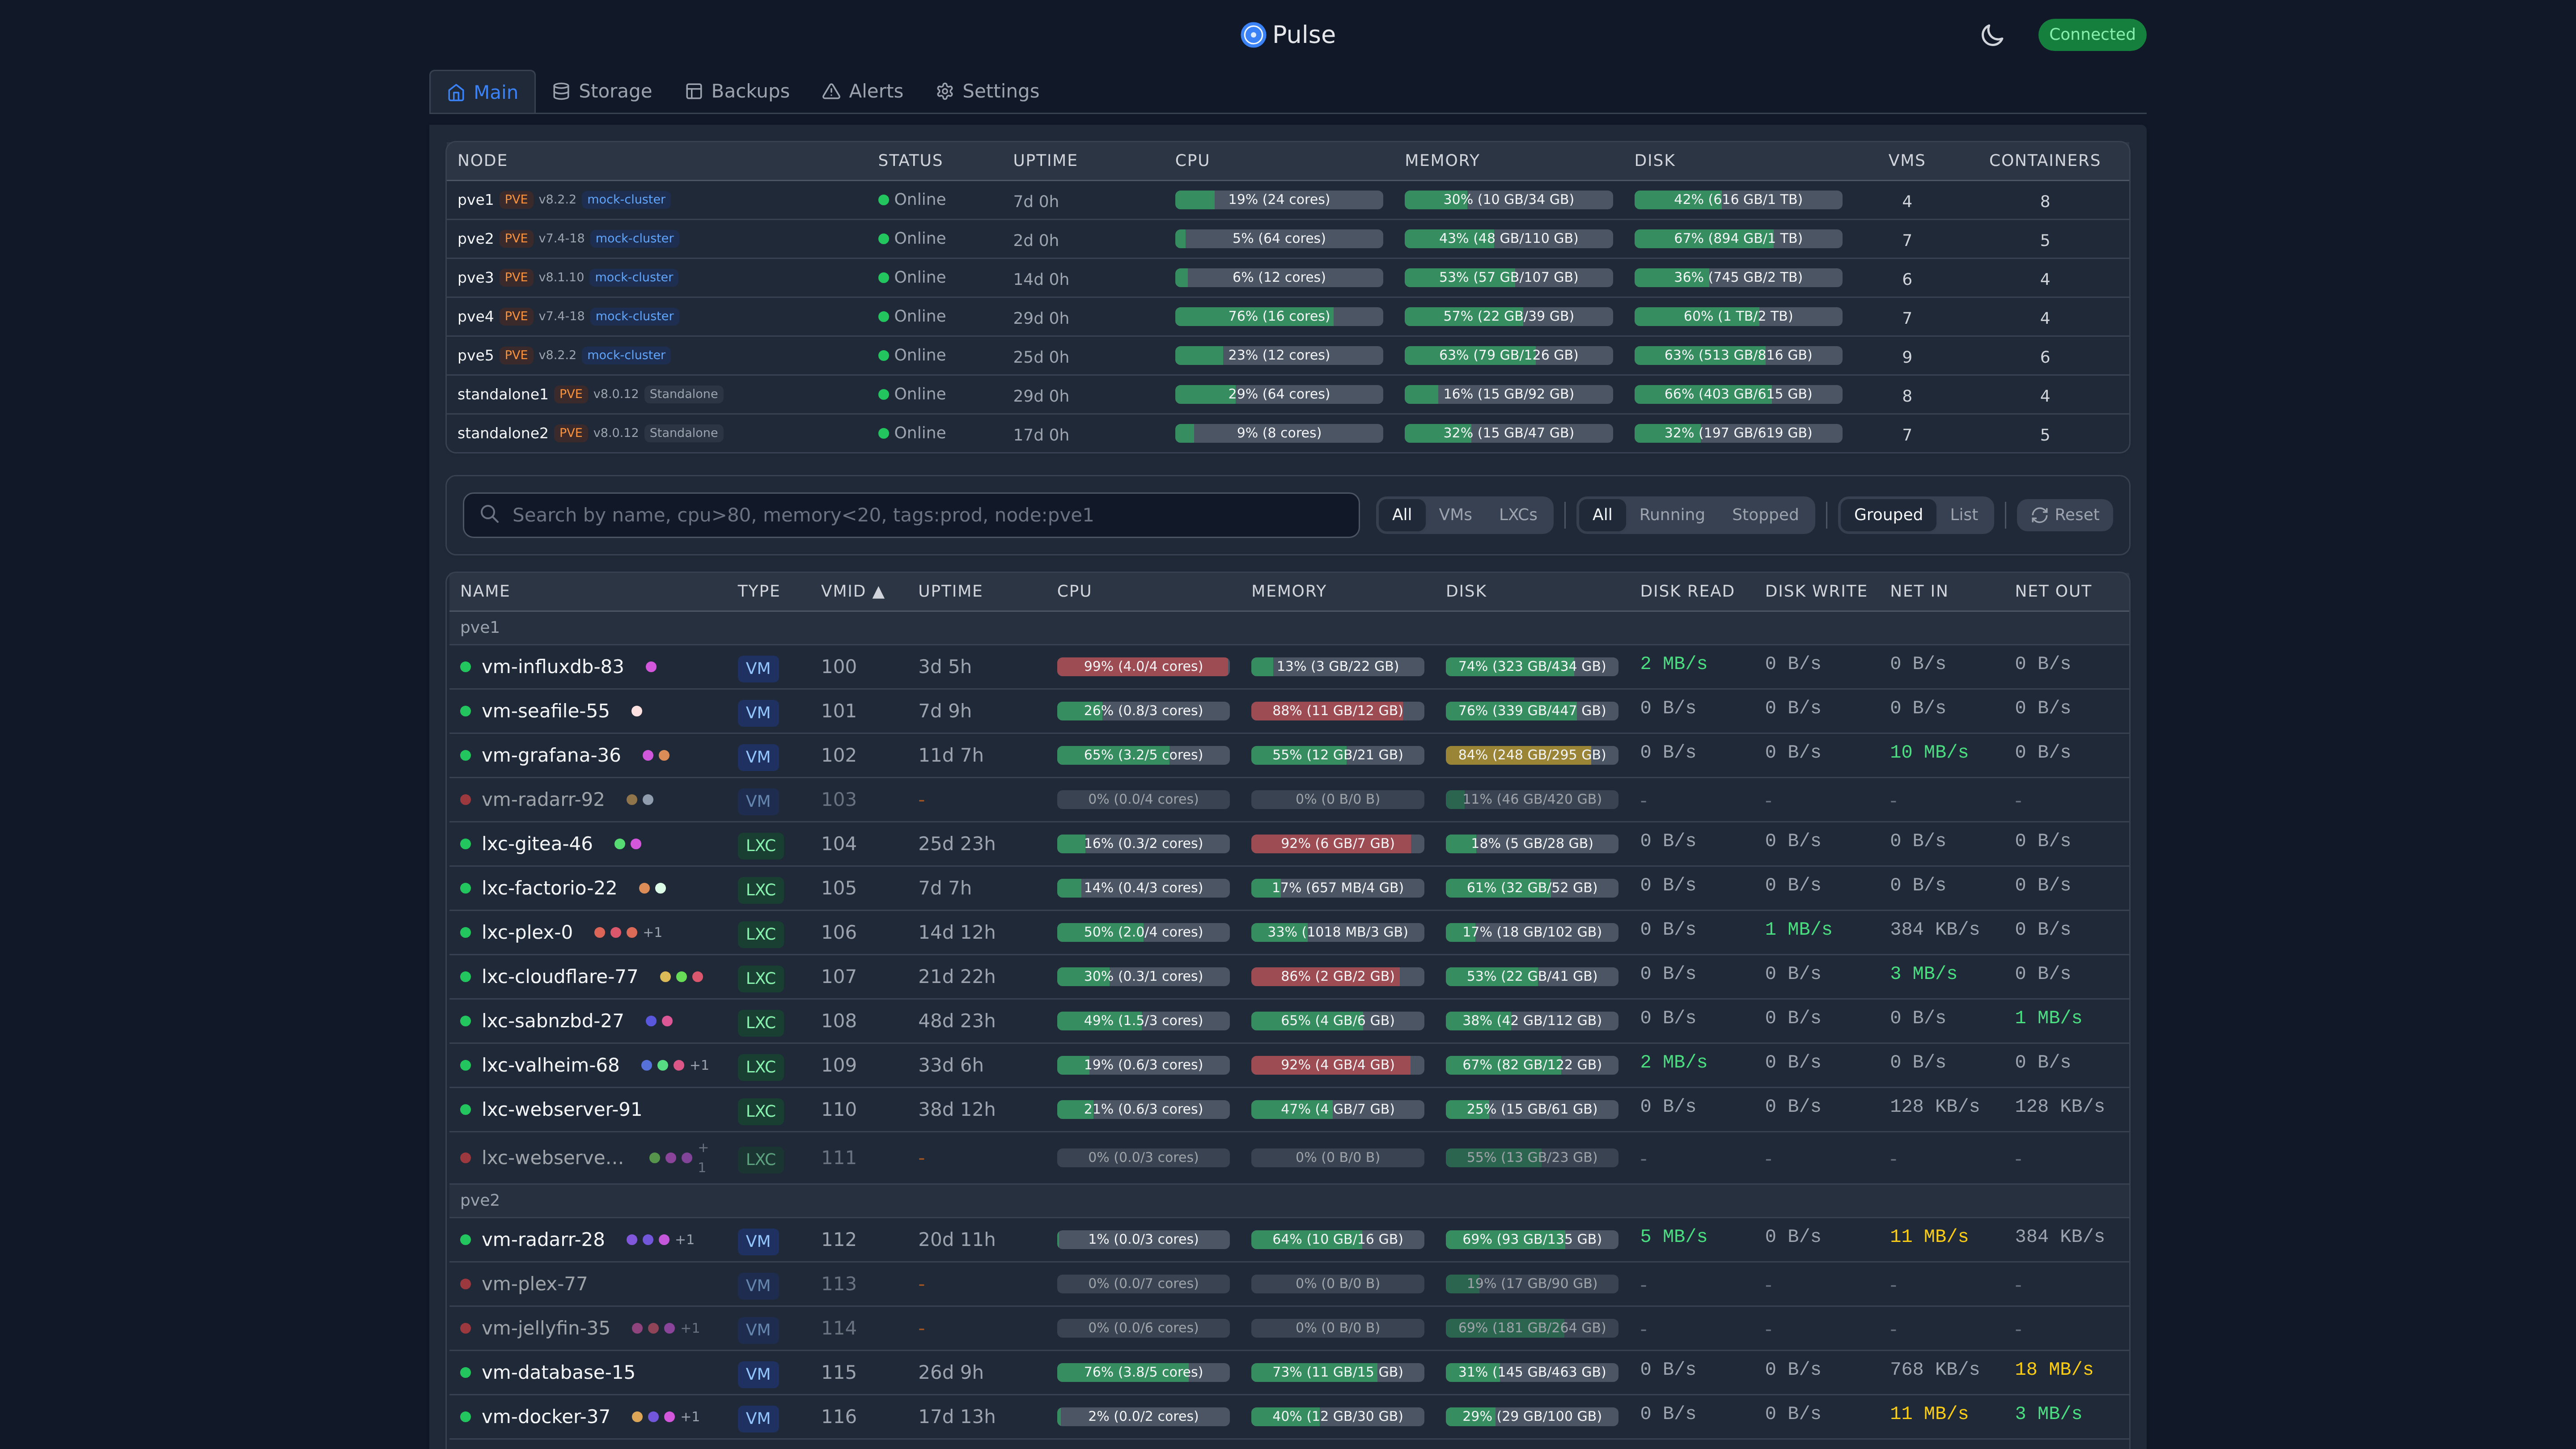 Pulse
Connected
Main Storage Backups Alerts Settings
NODE STATUS UPTIME CPU MEMORY DISK VMS CONTAINERS
pve1 PVE v8.2.2 mock-cluster Online 7d 0h 19% (24 cores) 30% (10 GB/34 GB) 42% (616 GB/1 TB) 4 8
pve2 PVE v7.4-18 mock-cluster Online 2d 0h 5% (64 cores) 43% (48 GB/110 GB) 67% (894 GB/1 TB) 7 5
pve3 PVE v8.1.10 mock-cluster Online 14d 0h 6% (12 cores) 53% (57 GB/107 GB) 36% (745 GB/2 TB) 6 4
pve4 PVE v7.4-18 mock-cluster Online 29d 0h 76% (16 cores) 57% (22 GB/39 GB) 60% (1 TB/2 TB) 7 4
pve5 PVE v8.2.2 mock-cluster Online 25d 0h 23% (12 cores) 63% (79 GB/126 GB) 63% (513 GB/816 GB) 9 6
standalone1 PVE v8.0.12 Standalone Online 29d 0h 29% (64 cores) 16% (15 GB/92 GB) 66% (403 GB/615 GB) 8 4
standalone2 PVE v8.0.12 Standalone Online 17d 0h 9% (8 cores) 32% (15 GB/47 GB) 32% (197 GB/619 GB) 7 5
Search by name, cpu>80, memory<20, tags:prod, node:pve1 All VMs LXCs All Running Stopped Grouped List Reset
NAME TYPE VMID ▲ UPTIME CPU MEMORY DISK DISK READ DISK WRITE NET IN NET OUT
pve1
vm-influxdb-83 VM 100 3d 5h 99% (4.0/4 cores) 13% (3 GB/22 GB) 74% (323 GB/434 GB) 2 MB/s 0 B/s 0 B/s 0 B/s
vm-seafile-55 VM 101 7d 9h 26% (0.8/3 cores) 88% (11 GB/12 GB) 76% (339 GB/447 GB) 0 B/s 0 B/s 0 B/s 0 B/s
vm-grafana-36 VM 102 11d 7h 65% (3.2/5 cores) 55% (12 GB/21 GB) 84% (248 GB/295 GB) 0 B/s 0 B/s 10 MB/s 0 B/s
vm-radarr-92 VM 103 - 0% (0.0/4 cores) 0% (0 B/0 B) 11% (46 GB/420 GB) - - - -
lxc-gitea-46 LXC 104 25d 23h 16% (0.3/2 cores) 92% (6 GB/7 GB) 18% (5 GB/28 GB) 0 B/s 0 B/s 0 B/s 0 B/s
lxc-factorio-22 LXC 105 7d 7h 14% (0.4/3 cores) 17% (657 MB/4 GB) 61% (32 GB/52 GB) 0 B/s 0 B/s 0 B/s 0 B/s
lxc-plex-0 +1 LXC 106 14d 12h 50% (2.0/4 cores) 33% (1018 MB/3 GB) 17% (18 GB/102 GB) 0 B/s 1 MB/s 384 KB/s 0 B/s
lxc-cloudflare-77 LXC 107 21d 22h 30% (0.3/1 cores) 86% (2 GB/2 GB) 53% (22 GB/41 GB) 0 B/s 0 B/s 3 MB/s 0 B/s
lxc-sabnzbd-27 LXC 108 48d 23h 49% (1.5/3 cores) 65% (4 GB/6 GB) 38% (42 GB/112 GB) 0 B/s 0 B/s 0 B/s 1 MB/s
lxc-valheim-68 +1 LXC 109 33d 6h 19% (0.6/3 cores) 92% (4 GB/4 GB) 67% (82 GB/122 GB) 2 MB/s 0 B/s 0 B/s 0 B/s
lxc-webserver-91 LXC 110 38d 12h 21% (0.6/3 cores) 47% (4 GB/7 GB) 25% (15 GB/61 GB) 0 B/s 0 B/s 128 KB/s 128 KB/s
lxc-webserve... +1 LXC 111 - 0% (0.0/3 cores) 0% (0 B/0 B) 55% (13 GB/23 GB) - - - -
pve2
vm-radarr-28 +1 VM 112 20d 11h 1% (0.0/3 cores) 64% (10 GB/16 GB) 69% (93 GB/135 GB) 5 MB/s 0 B/s 11 MB/s 384 KB/s
vm-plex-77 VM 113 - 0% (0.0/7 cores) 0% (0 B/0 B) 19% (17 GB/90 GB) - - - -
vm-jellyfin-35 +1 VM 114 - 0% (0.0/6 cores) 0% (0 B/0 B) 69% (181 GB/264 GB) - - - -
vm-database-15 VM 115 26d 9h 76% (3.8/5 cores) 73% (11 GB/15 GB) 31% (145 GB/463 GB) 0 B/s 0 B/s 768 KB/s 18 MB/s
vm-docker-37 +1 VM 116 17d 13h 2% (0.0/2 cores) 40% (12 GB/30 GB) 29% (29 GB/100 GB) 0 B/s 0 B/s 11 MB/s 3 MB/s